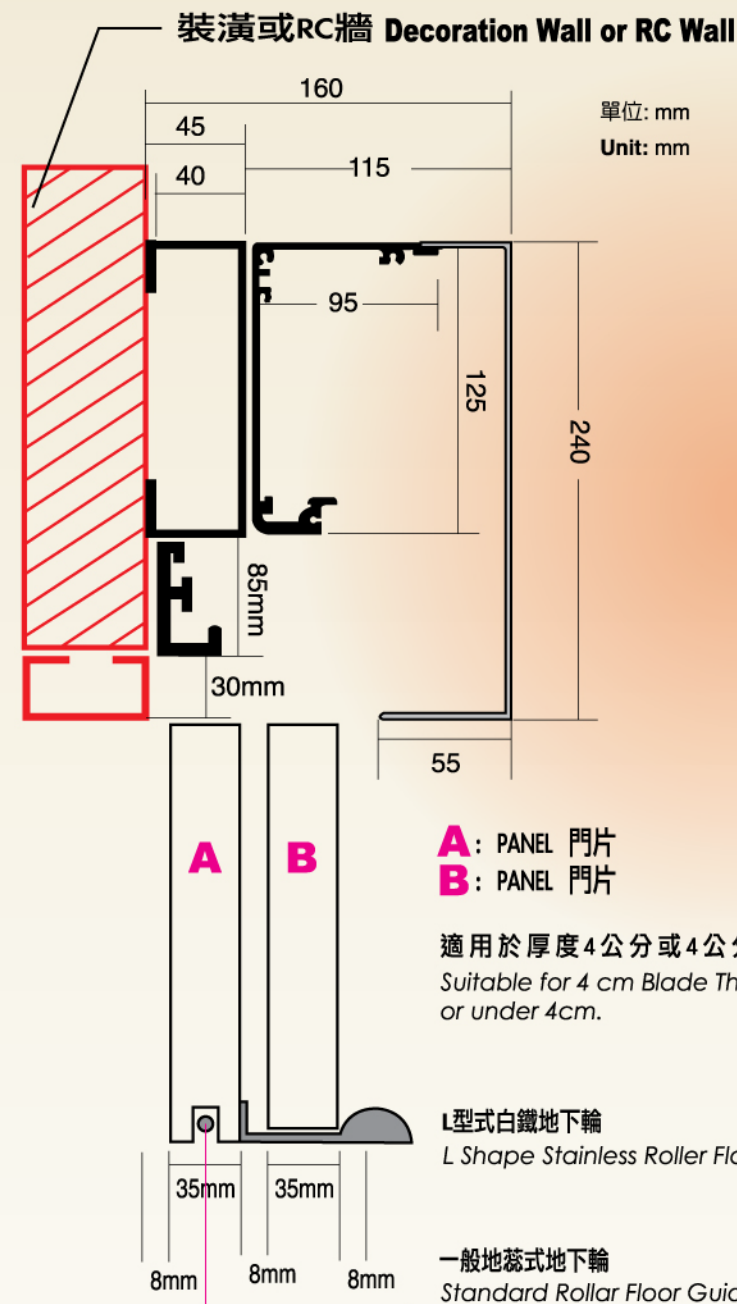 裝潢或RC牆 Decoration Wall or RC Wall
160
單位: mm
Unit: mm
45
115
40
95
125
240
85mm
30mm
55
A
B
A: PANEL 門片
B: PANEL 門片
適用於厚度4公分或4公
Suitable for 4 cm Blade Th
or under 4cm.
L型式白鐵地下輪
L Shape Stainless Roller Flo
35mm
35mm
8mm
8mm
8mm
一般地蕊式地下輪
Standard Rollar Floor Guid